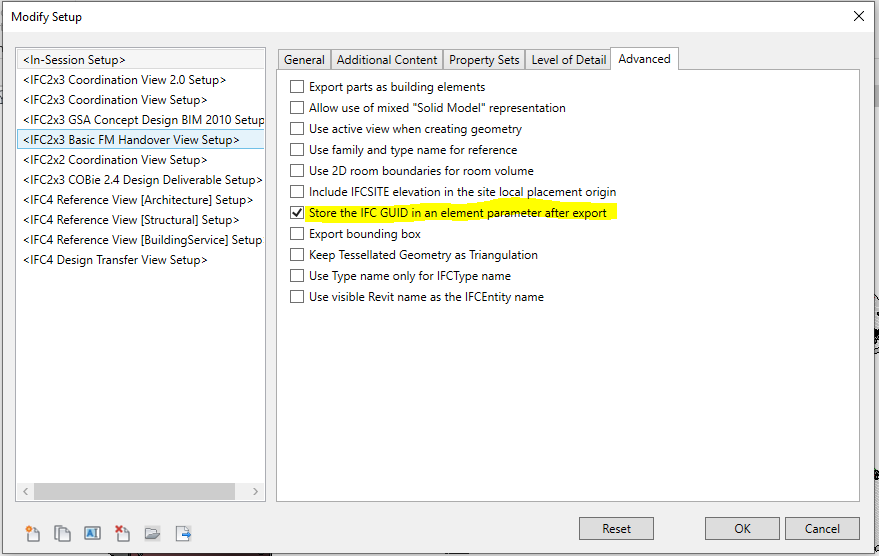 Modify Setup
<In-Session Setup>
<IFC2x3 Coordination View 2.0 Setup>
<IFC2x3 Coordination View Setup>
<IFC2x3 GSA Concept Design BIM 2010 Setup
<IFC2x3 Basic FM Handover View Setup>
<IFC2x2 Coordination View Setup>
<IFC2x3 COBie 2.4 Design Deliverable Setup>
<IFC4 Reference View [Architecture] Setup>
<IFC4 Reference View [Structural] Setup>
<IFC4 Reference View [BuildingService] Setup
<IFC4 Design Transfer View Setup>
General Additional Content Property Sets Level of Detail Advanced
Export parts as building elements
Allow use of mixed "Solid Model" representation
Use active view when creating geometry
Use family and type name for reference
Use 2D room boundaries for room volume
Include IFCSITE elevation in the site local placement origin
Store the IFC GUID in an element parameter after export
Export bounding box
Keep Tessellated Geometry as Triangulation
Use Type name only for IFCType name
Use visible Revit name as the IFCEntity name
Reset OK Cancel